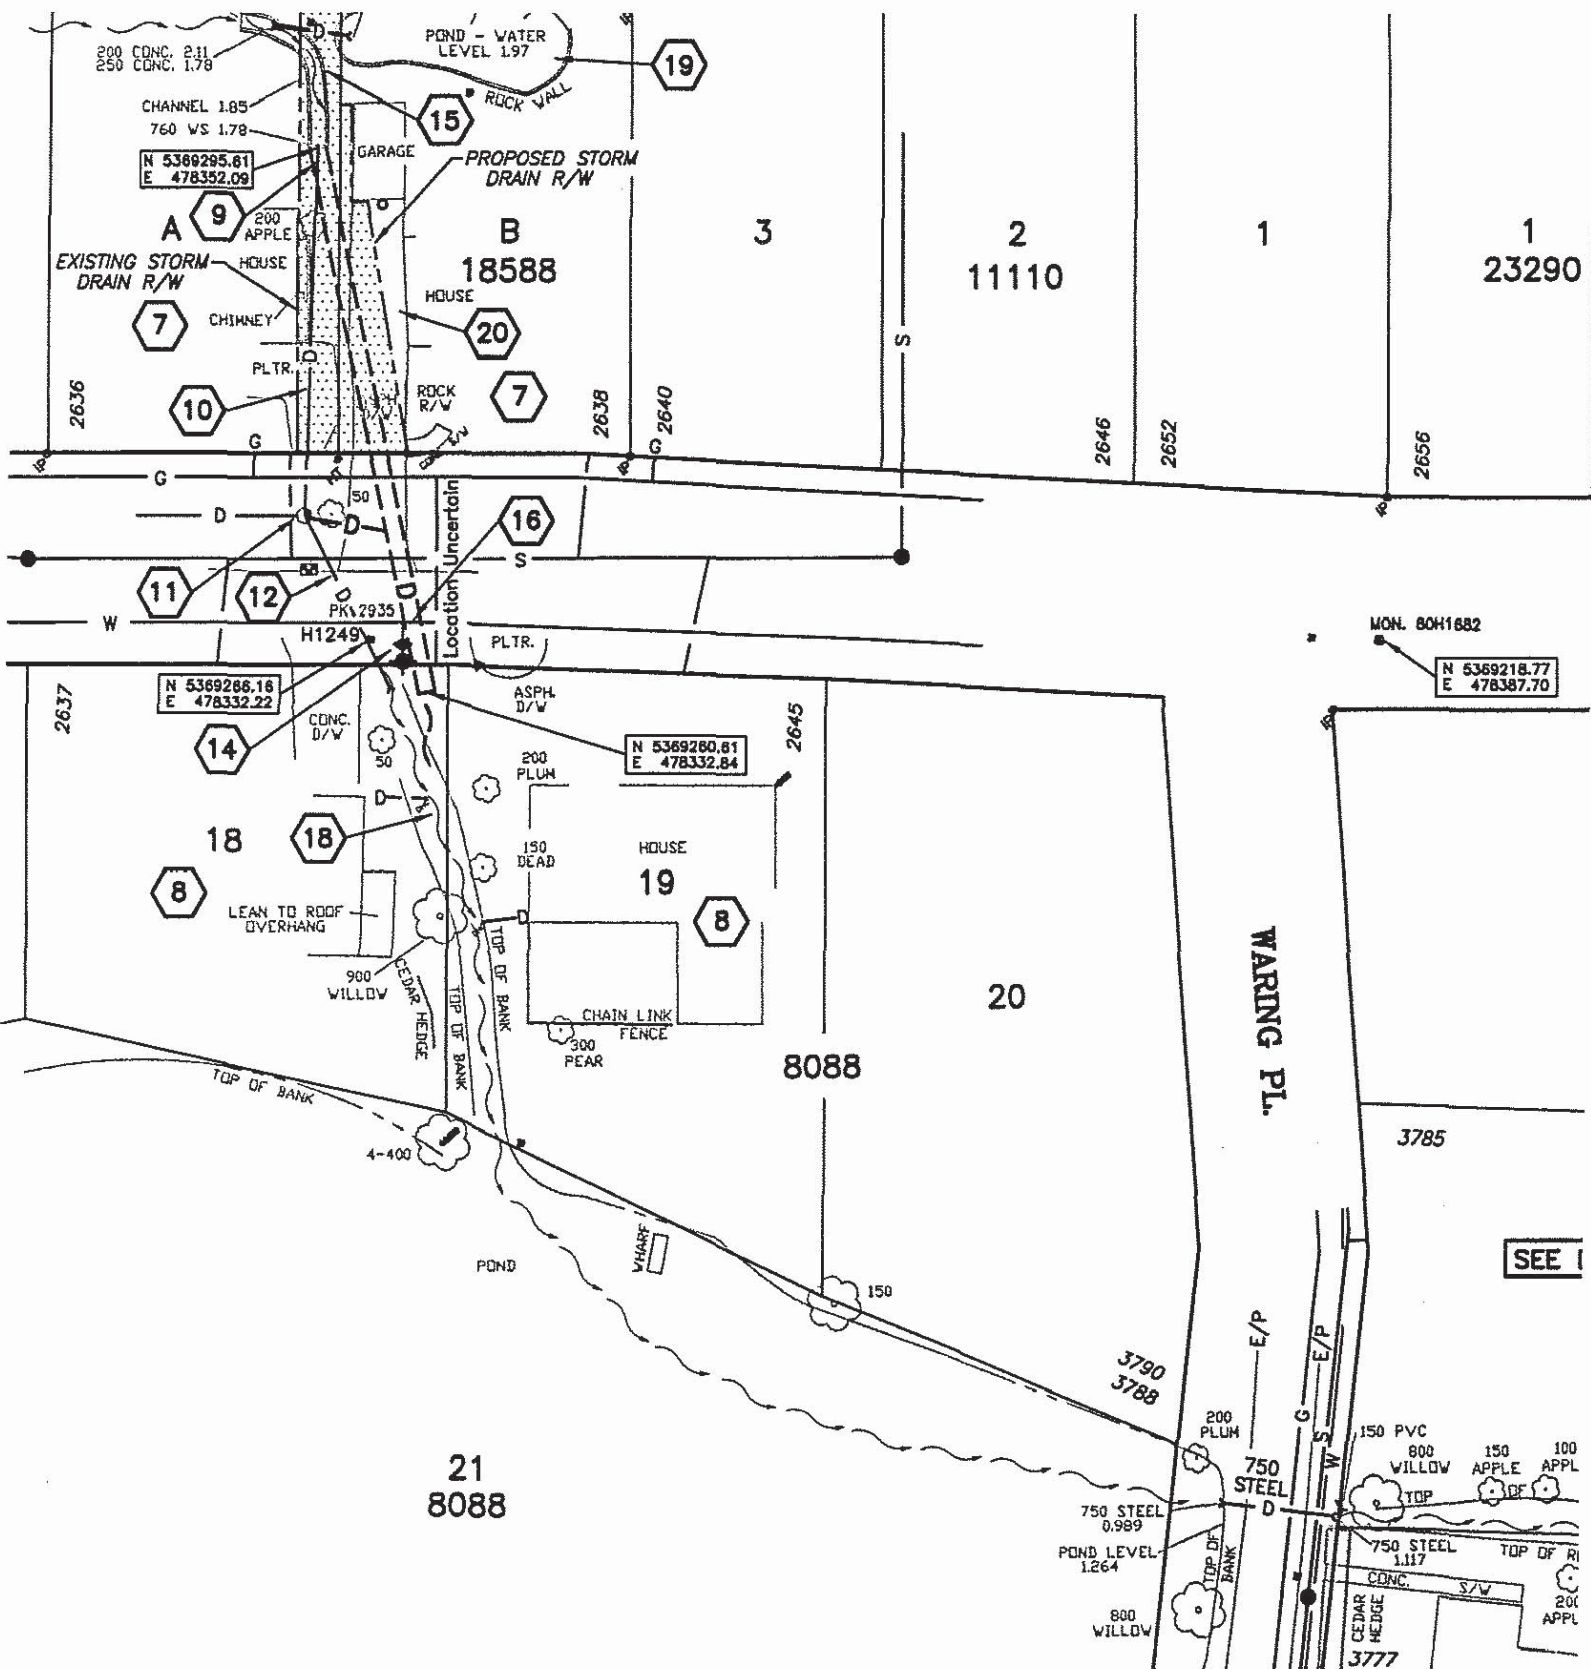 D
POND - WATER
LEVEL 1.97
19
200 CONC. 2.11
250 CONC. 1.78
ROCK WALL
CHANNEL 1.85
15
760 WS 1.78
GARAGE
PROPOSED STORM
DRAIN R/W
N 5369295.61
E 478352.09
9
A
200
APPLE
B
18588
3
2
11110
1
1
23290
EXISTING STORM
DRAIN R/W
HOUSE
HOUSE
7
CHIMNEY
20
S
D
PLTR.
10
ROCK
R/W
7
2636
2638
2640
2646
2652
2656
G
G
G
50
D
D
16
Location Uncertain
S
11
12
D
D
PK 2935
W
H1249
PLTR.
MON. 80H1682
N 5369218.77
E 478387.70
N 5369266.16
E 478332.22
2637
ASPH.
D/W
CONC.
D/W
14
2645
N 5369260.61
E 478332.84
50
200
PLUM
D
18
18
150
DEAD
HOUSE
19
8
8
LEAN TO ROOF
OVERHANG
D
900
WILLOW
CEDAR HEDGE
TOP OF BANK
TOP OF BANK
CHAIN LINK
FENCE
300
PEAR
20
8088
WARING PL.
TOP OF BANK
4-400
3785
POND
WHARF
150
SEE
E/P
E/P
3790
3788
G
S
W
200
PLUM
150 PVC
800
WILLOW
150
APPLE
100
APPL
750
STEEL
D
TOP
OF
21
8088
750 STEEL
0.989
POND LEVEL
1.264
TOP OF
BANK
750 STEEL
1.117
TOP OF
CONC.
S/W
800
WILLOW
CEDAR
HEDGE
200
APPL
3777